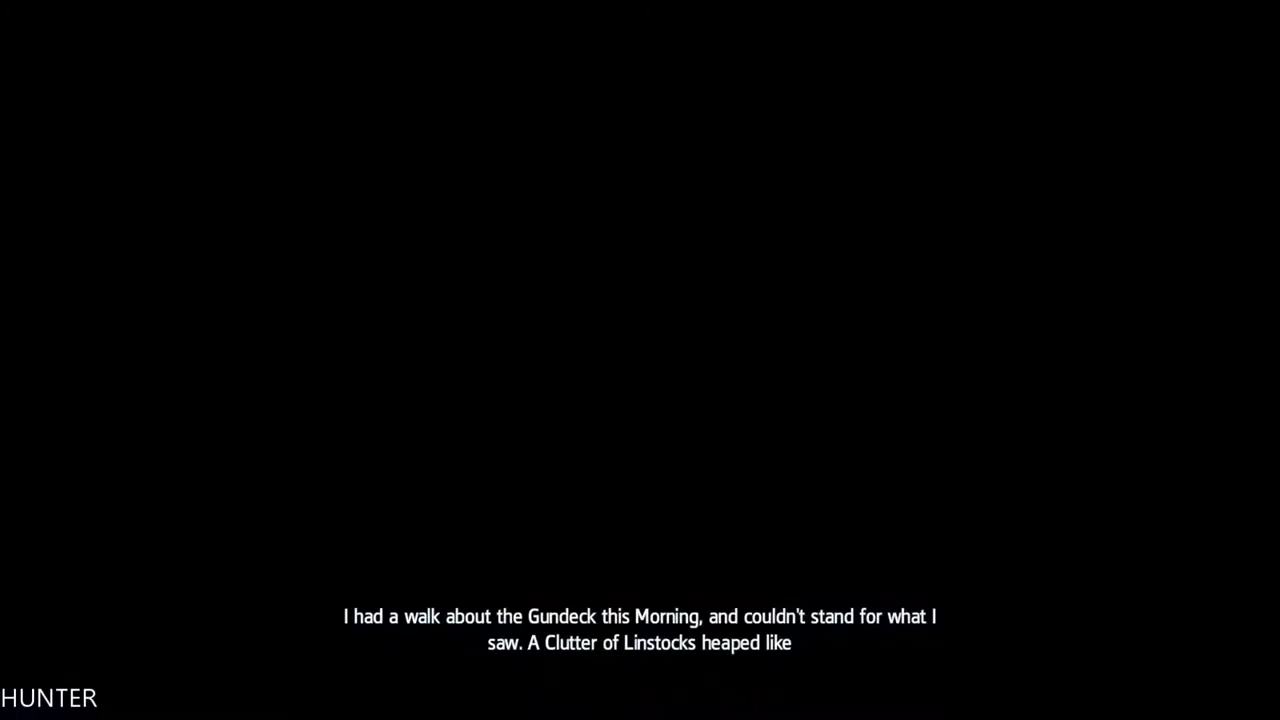 I had a walk about the Gundeck this Morning, and couldn't stand for what I
saw. A Clutter of Linstocks heaped like
HUNTER